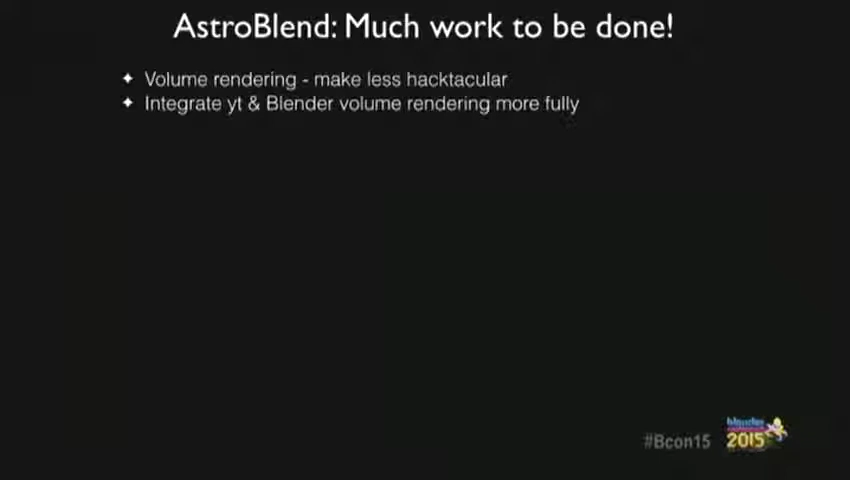 AstroBlend: Much work to be done!
✦ Volume rendering - make less hacktacular
✦ Integrate yt & Blender volume rendering more fully
#Bcon15
blender
2015